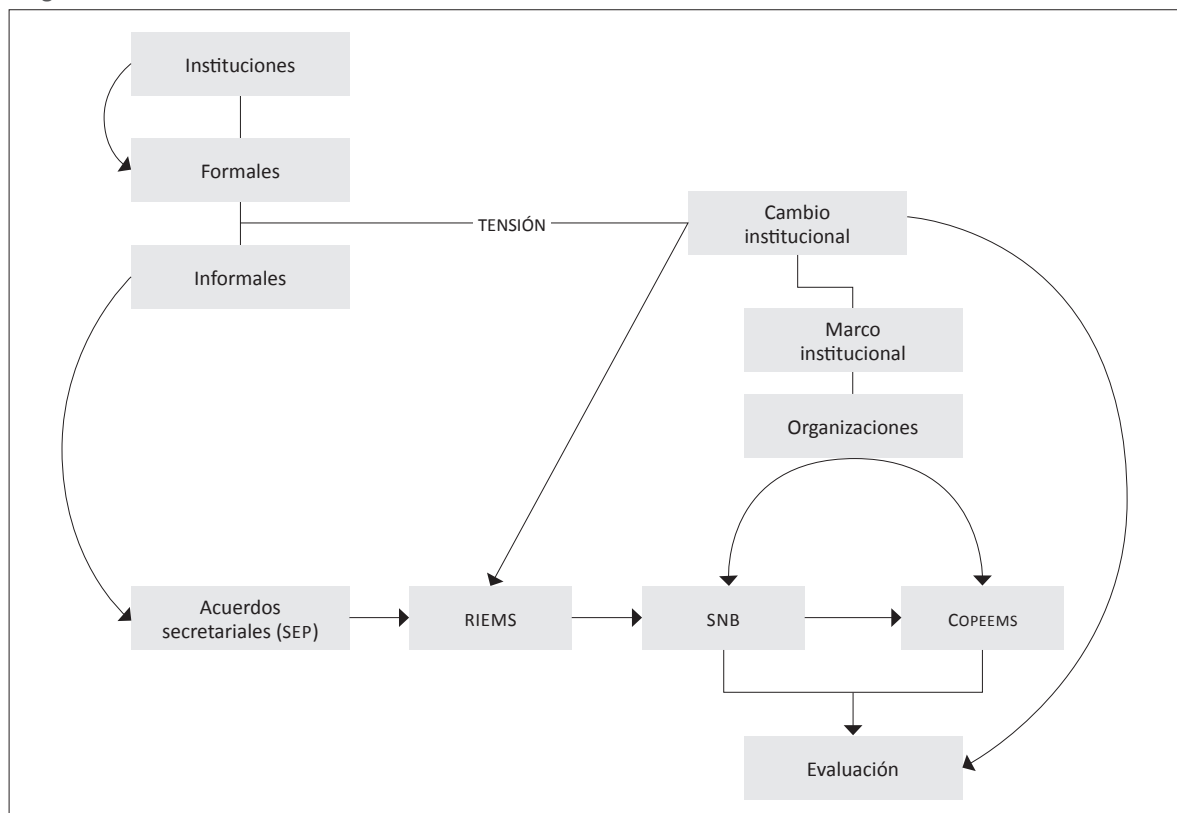 Instituciones
Formales
TENSIÓN
Cambio
institucional
Informales
Marco
institucional
Organizaciones
Acuerdos
secretariales (SEP)
RIEMS
SNB
COPEEMS
Evaluación